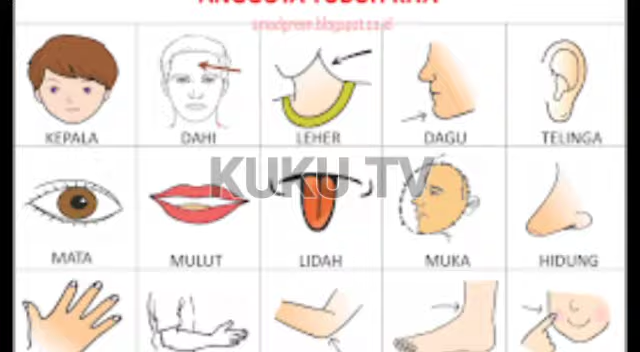 KEPALA DAHI LEHER DAGU TELINGA
KUKU TV
MATA MULUT LIDAH MUKA HIDUNG